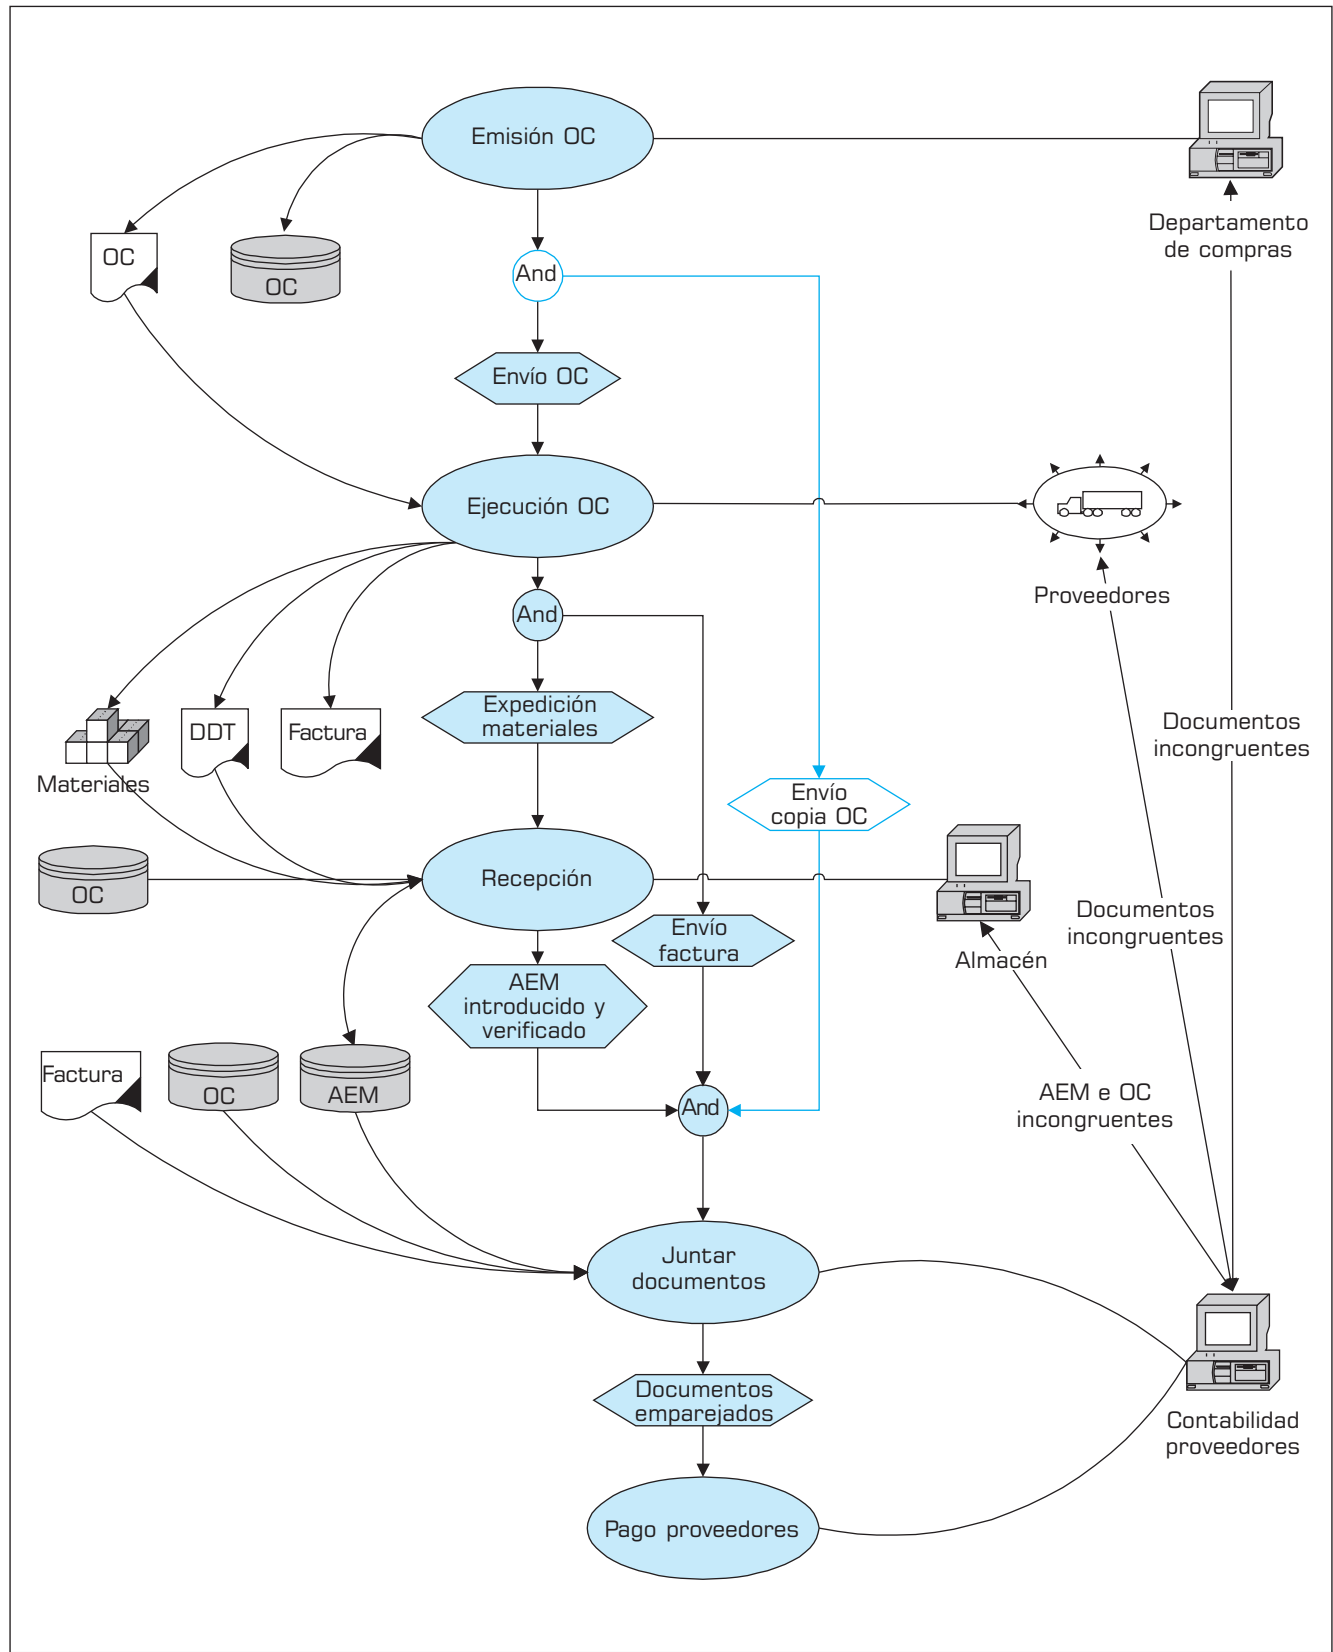 Emisión OC
Departamento
de compras
OC
OC
And
Envío OC
Ejecución OC
Proveedores
And
Expedición
materiales
DDT
Factura
Materiales
Documentos
incongruentes
Envío
copia OC
OC
Recepción
Almacén
Envío
factura
Documentos
incongruentes
AEM
introducido y
verificado
Factura
OC
AEM
And
AEM e OC
incongruentes
Juntar
documentos
Documentos
emparejados
Contabilidad
proveedores
Pago proveedores